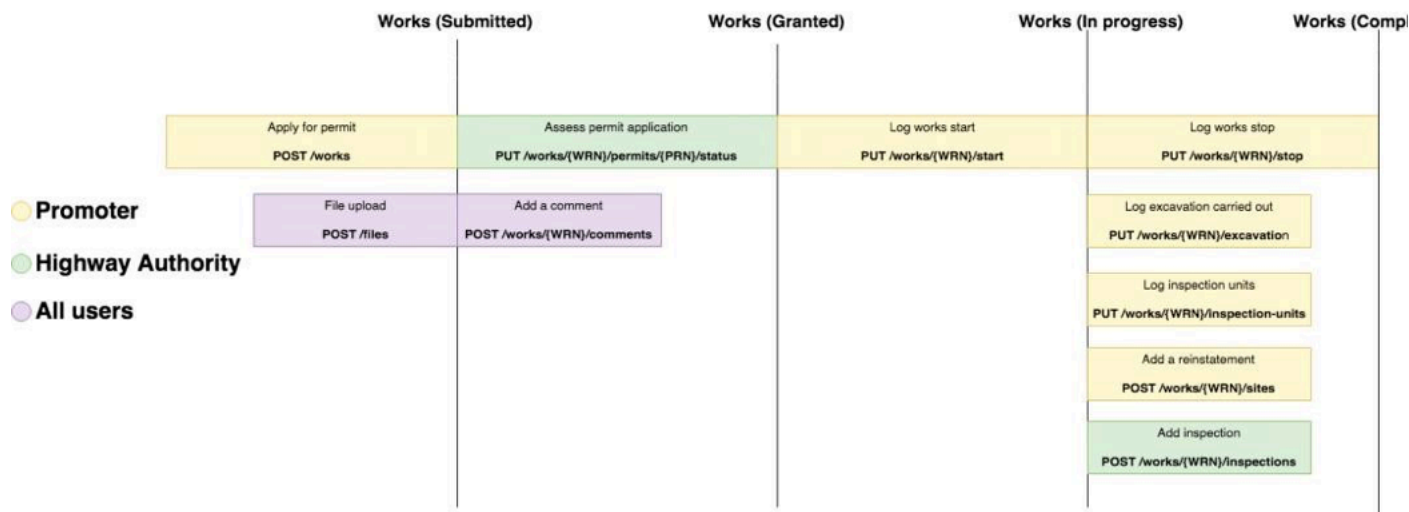 Works (Submitted)
Works (Granted)
Works (In progress)
Works (Compl
Apply for permit
POST /works
Assess permit application
PUT /works/{WRN}/permits/{PRN}/status
Log works start
PUT /works/{WRN}/start
Log works stop
PUT /works/{WRN}/stop
Promoter
Highway Authority
All users
File upload
POST /files
Add a comment
POST /works/{WRN}/comments
Log excavation carried out
PUT /works/{WRN}/excavation
Log inspection units
PUT /works/{WRN}/inspection-units
Add a reinstatement
POST /works/{WRN}/sites
Add inspection
POST /works/{WRN}/inspections